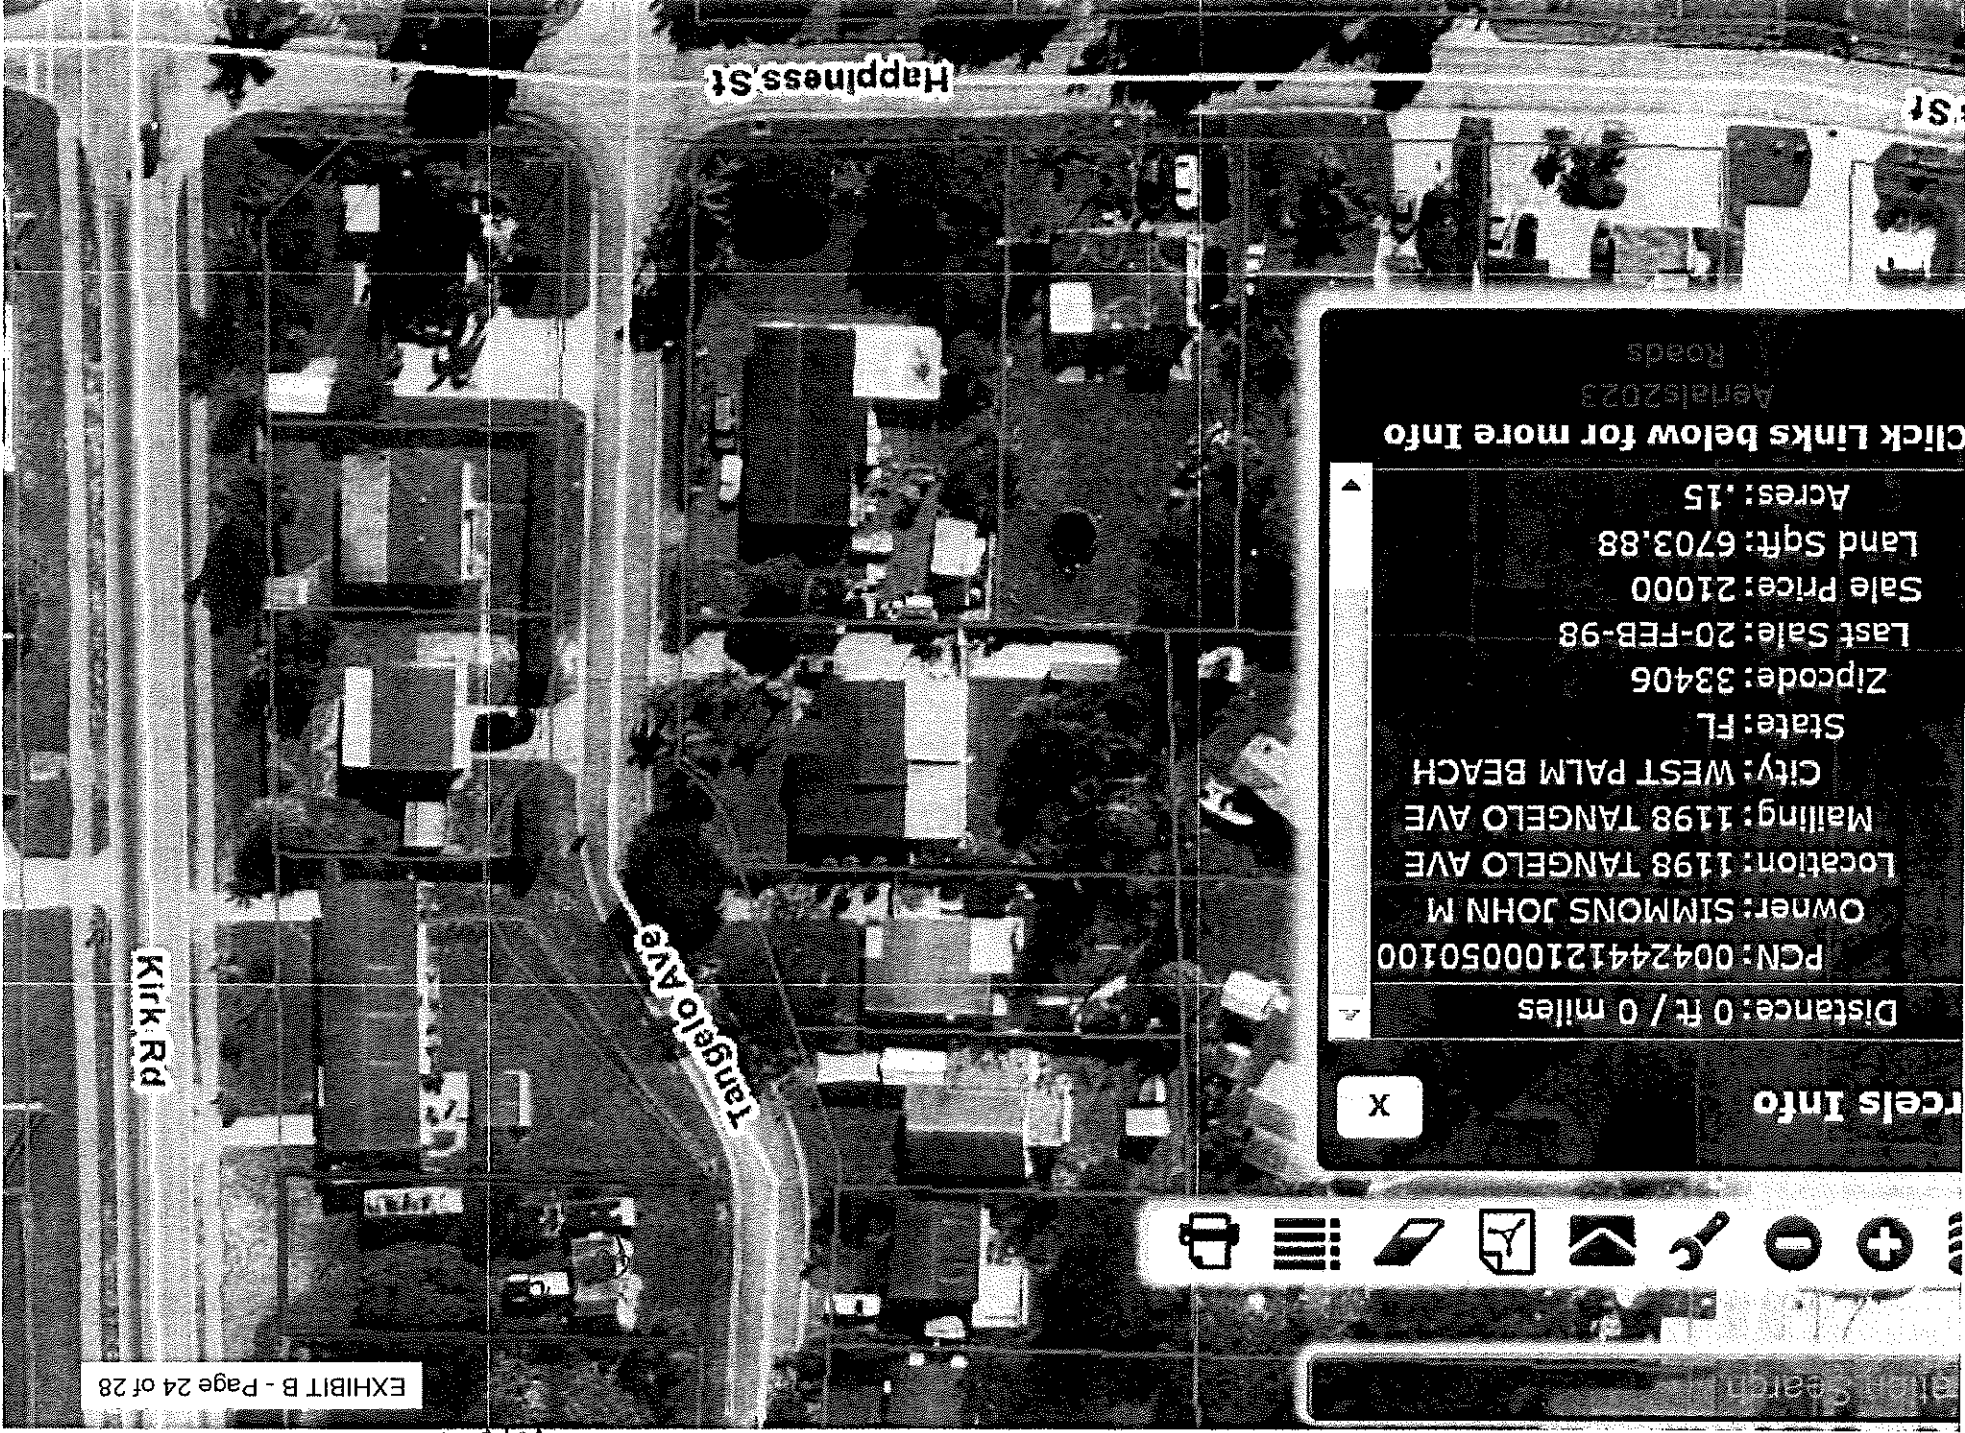 EXHIBIT B - Page 24 of 28
Search
rcels Info
X
Distance: 0 ft / 0 miles
PCN: 00424412100050100
Owner: SIMMONS JOHN M
Location: 1198 TANGELO AVE
Mailing: 1198 TANGELO AVE
City: WEST PALM BEACH
State: FL
Zipcode: 33406
Last Sale: 20-FEB-98
Sale Price: 21000
Land Sqft: 6703.88
Acres: .15
Click Links below for more Info
Aerials2023
Roads
Tangelo Ave
Kirk Rd
St
Happiness St